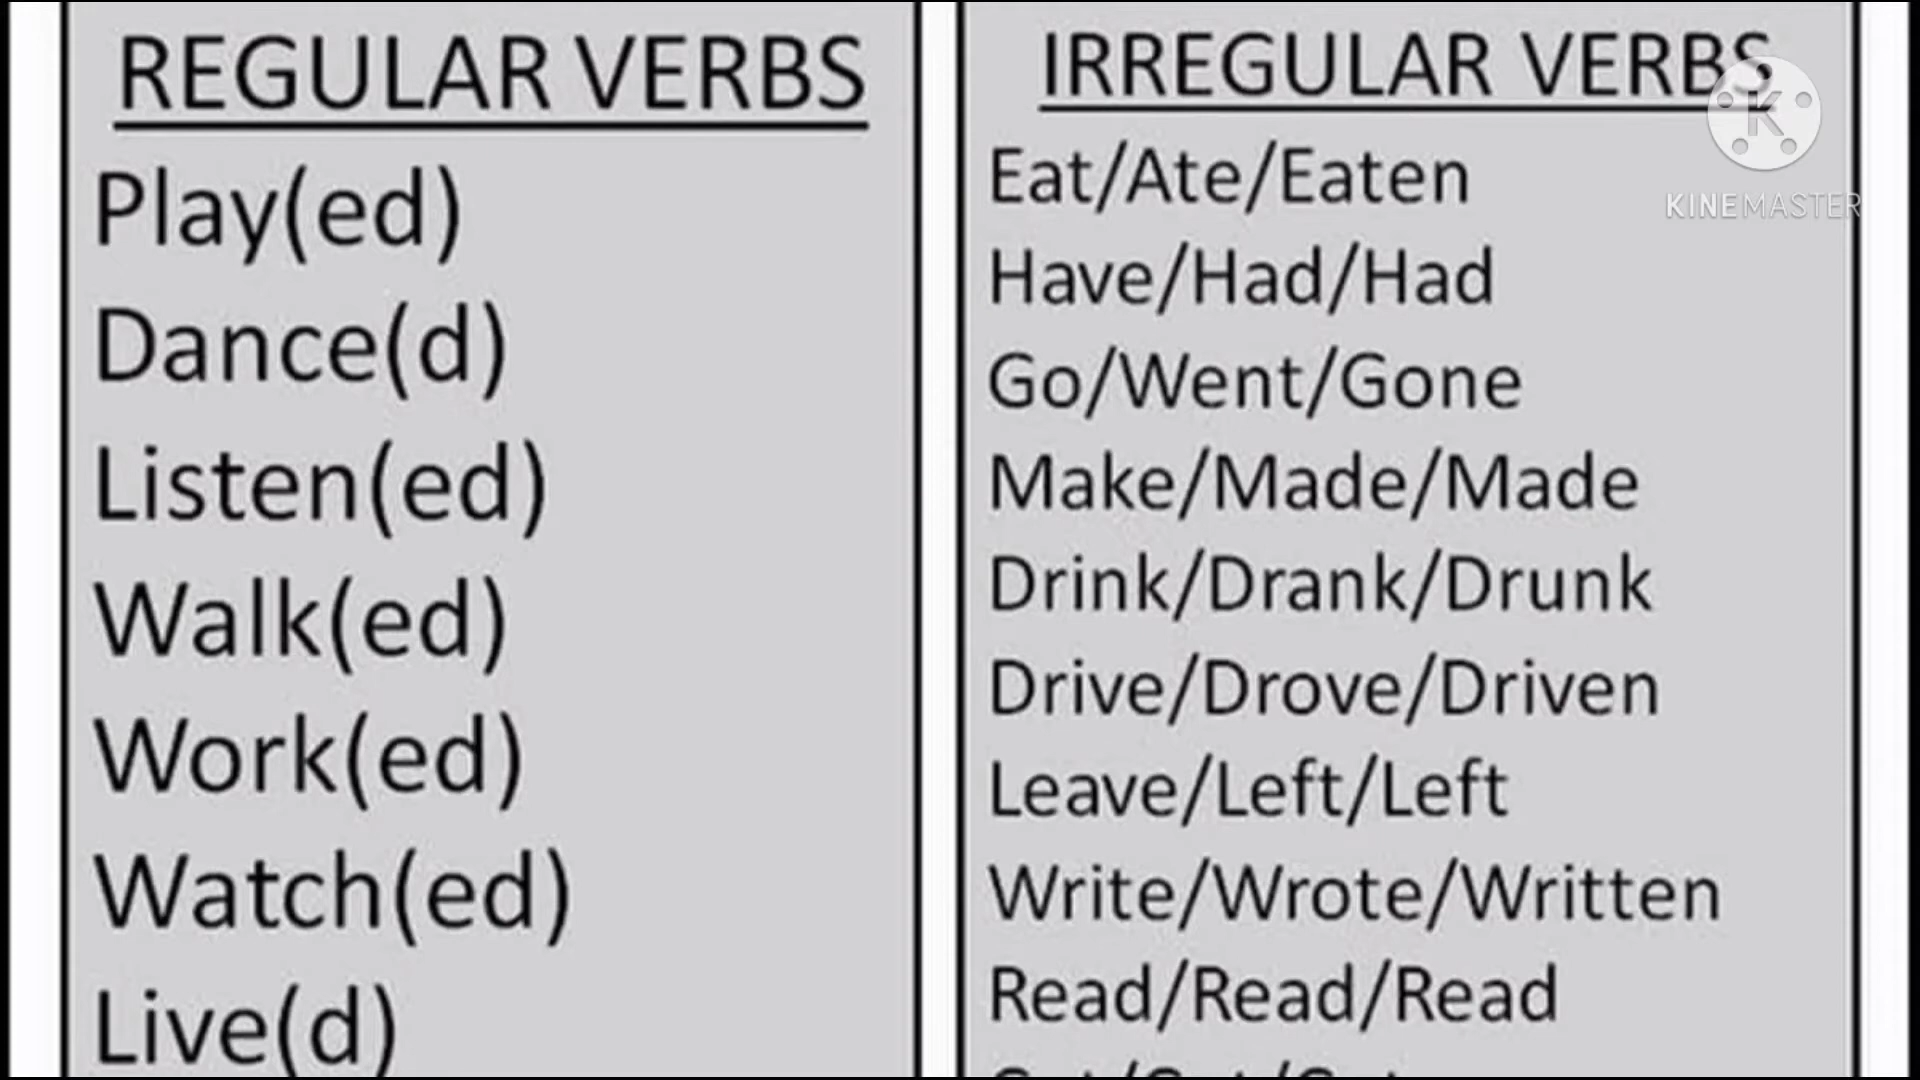 REGULAR VERBS
Play(ed)
Dance(d)
Listen(ed)
Walk(ed)
Work(ed)
Watch(ed)
Live(d)
IRREGULAR VERBS
Eat/Ate/Eaten
Have/Had/Had
Go/Went/Gone
Make/Made/Made
Drink/Drank/Drunk
Drive/Drove/Driven
Leave/Left/Left
Write/Wrote/Written
Read/Read/Read
K
KINEMASTER